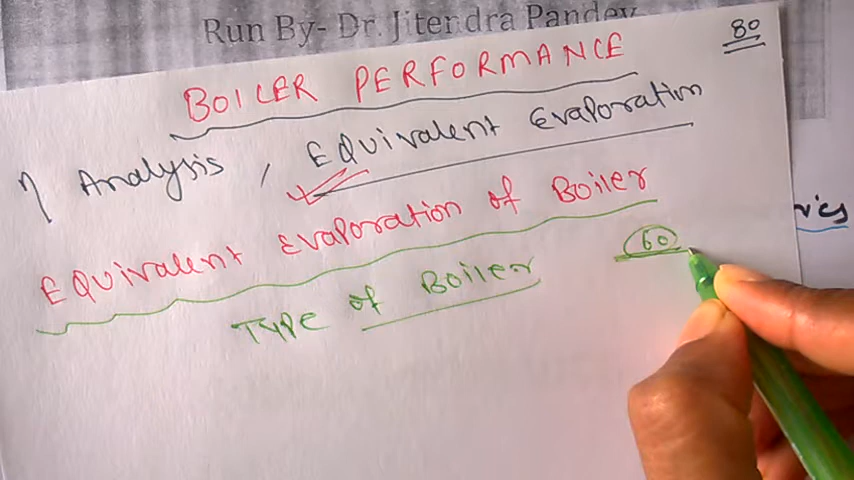 Run By- Dr. Jitendra Pandey
80
BOILER PERFORMANCE
η Analysis, Equivalent Evaporation
Equivalent Evaporation of Boiler
60
Type of Boiler